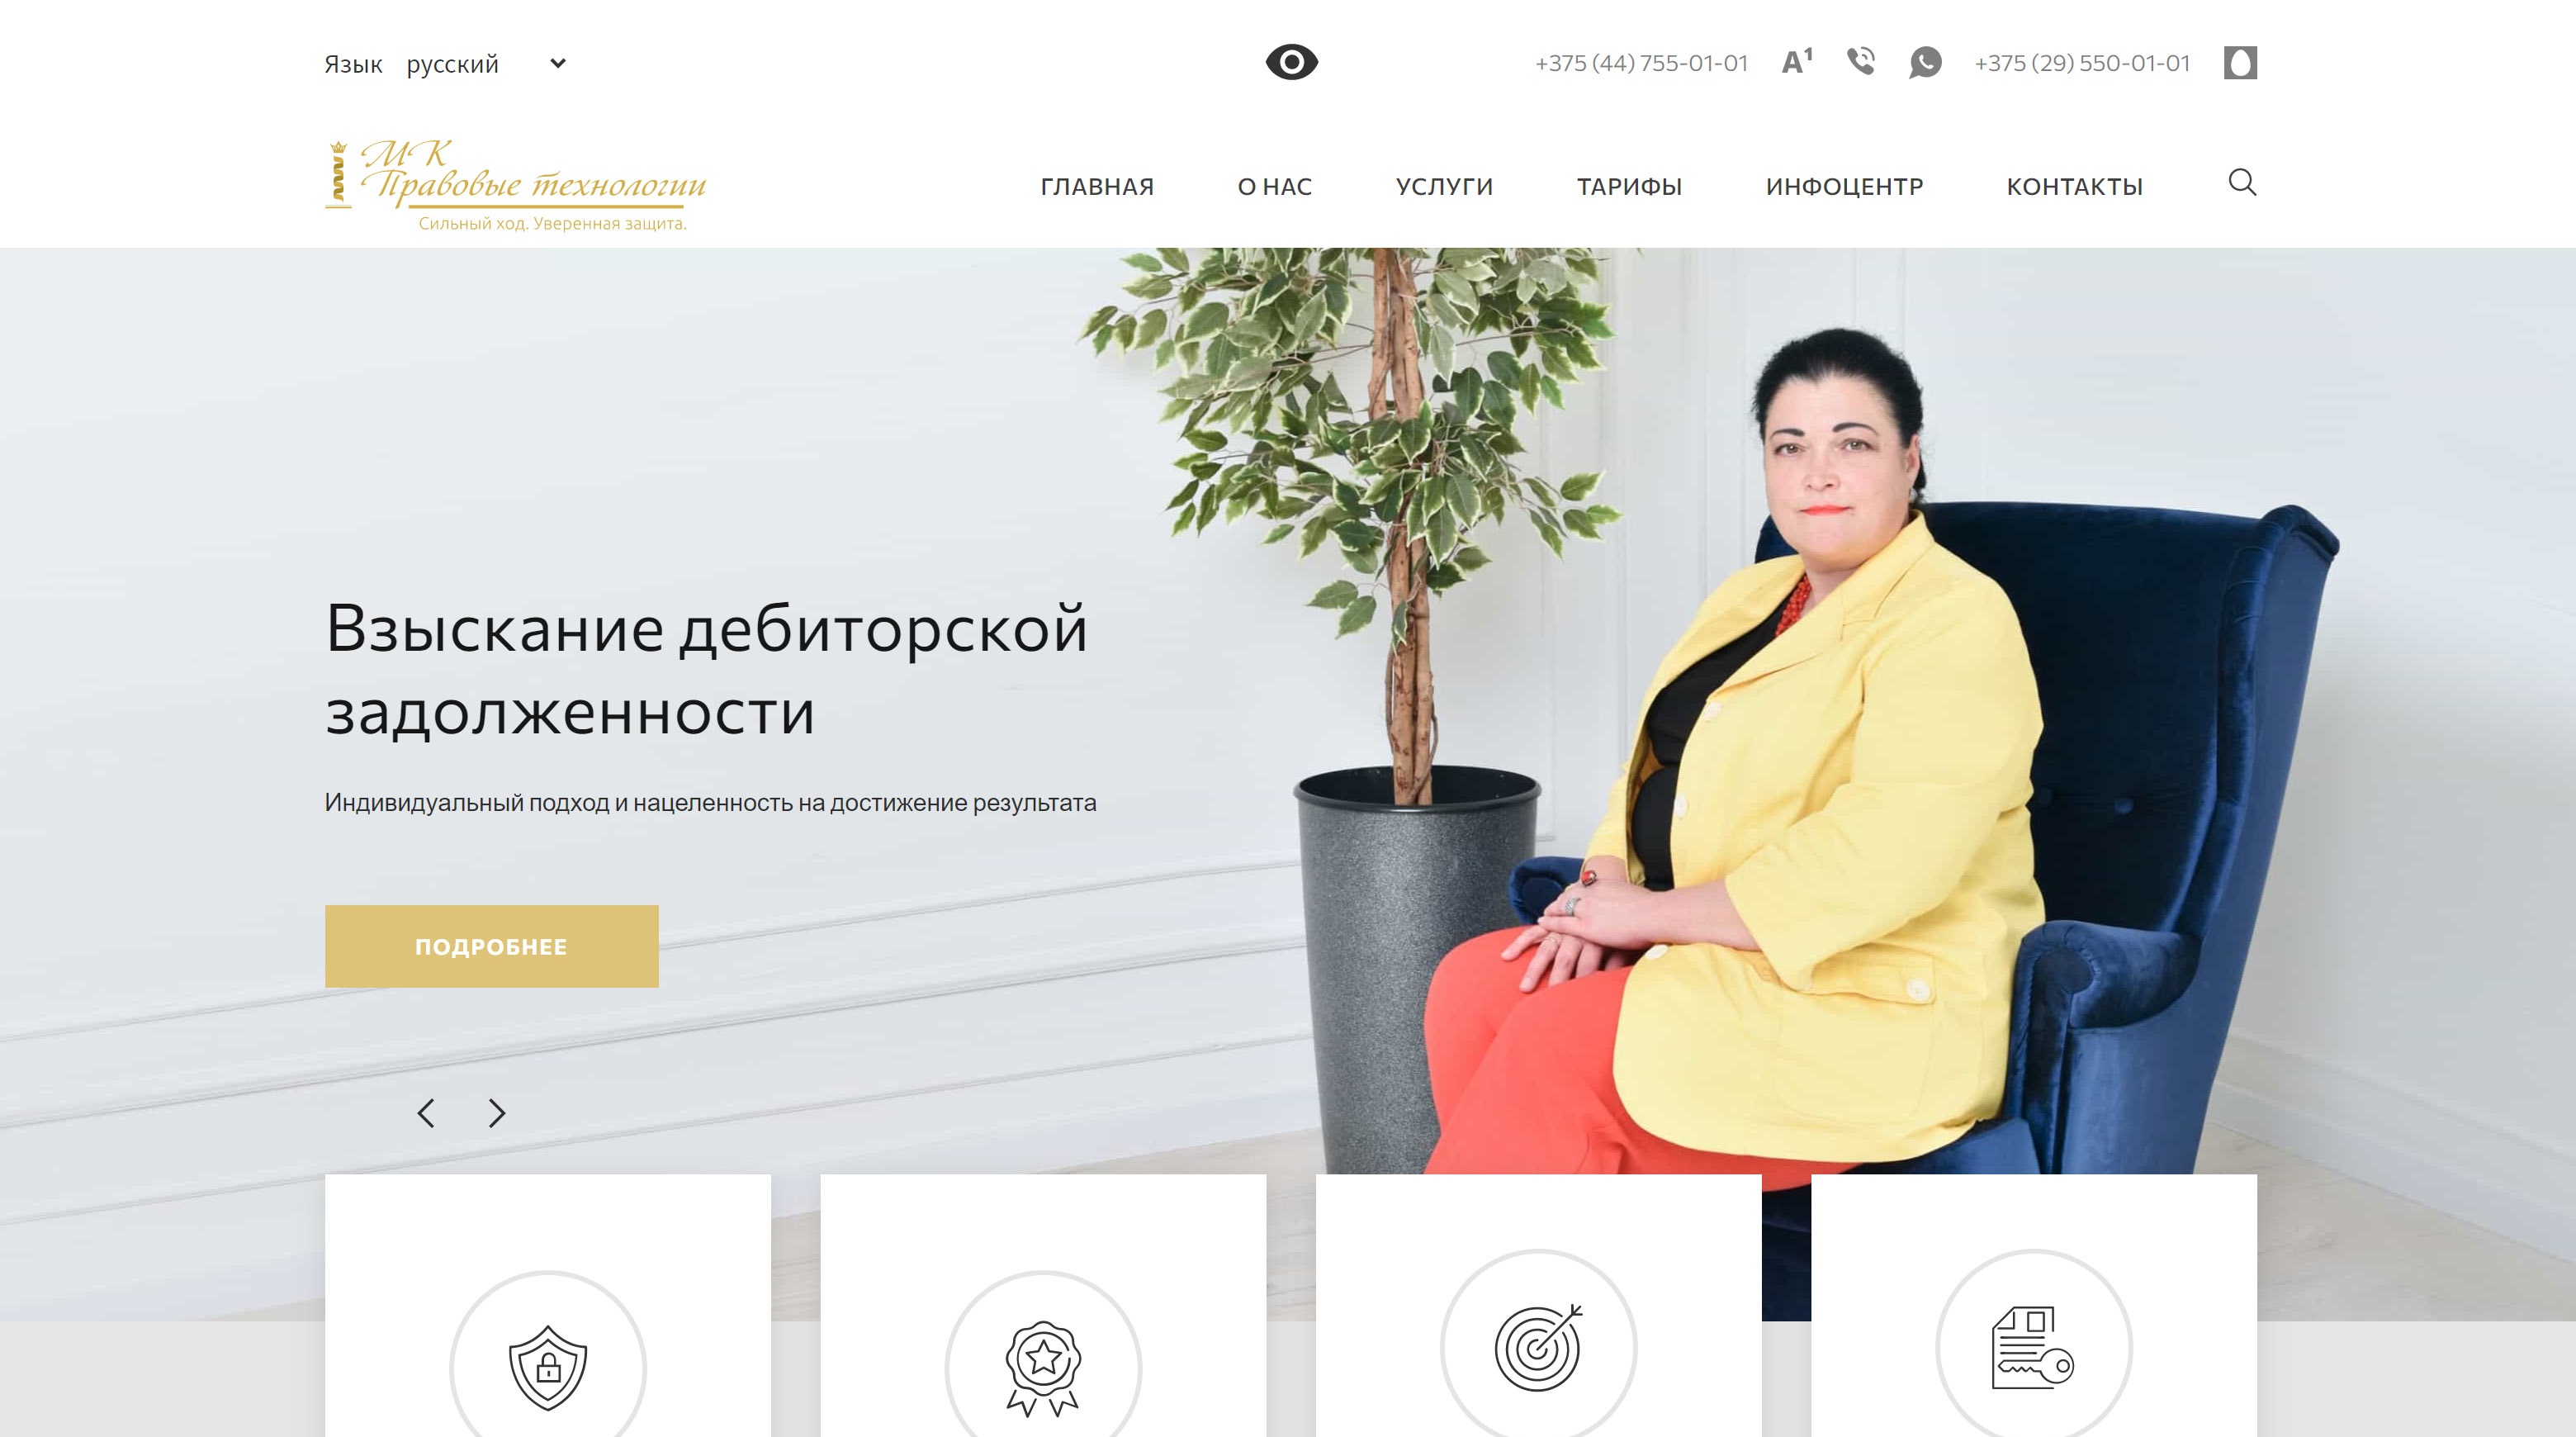 Язык русский
+375 (44) 755-01-01 A¹ +375 (29) 550-01-01
МК
Правовые технологии
Сильный ход. Уверенная защита.
ГЛАВНАЯ О НАС УСЛУГИ ТАРИФЫ ИНФОЦЕНТР КОНТАКТЫ
Взыскание дебиторской
задолженности
Индивидуальный подход и нацеленность на достижение результата
ПОДРОБНЕЕ